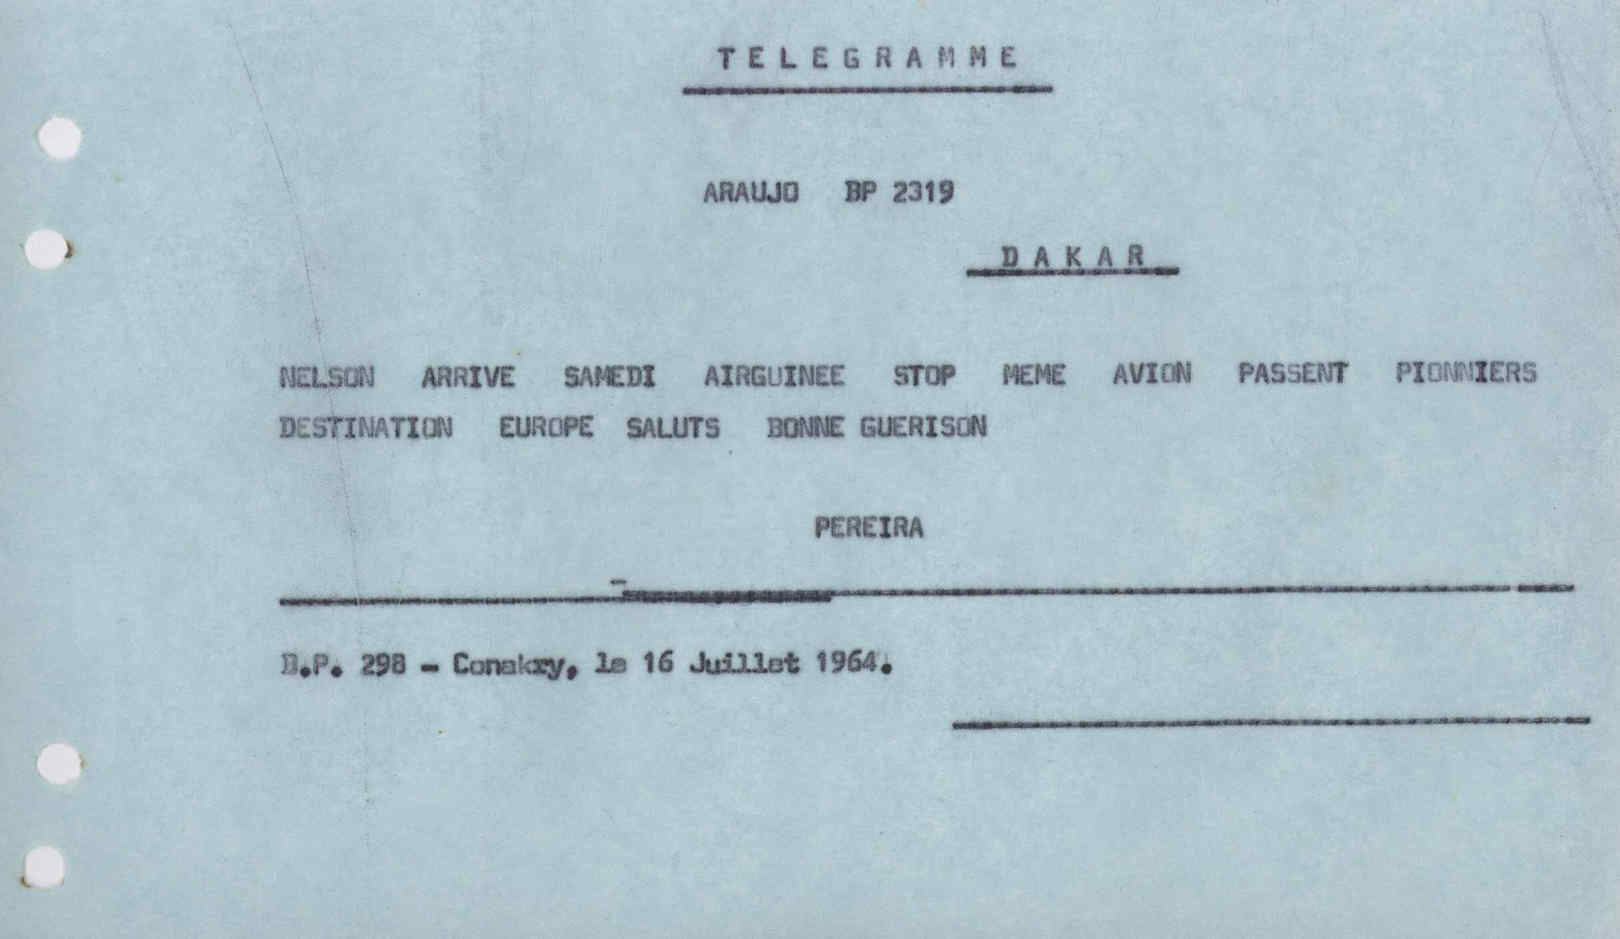 TELEGRAMME
ARAUJO BP 2319
DAKAR
NELSON ARRIVE SAMEDI AIRGUINEE STOP MEME AVION PASSENT PIONNIERS
DESTINATION EUROPE SALUTS BONNE GUERISON
PEREIRA
B.P. 298 - Conakry, le 16 Juillet 1964.